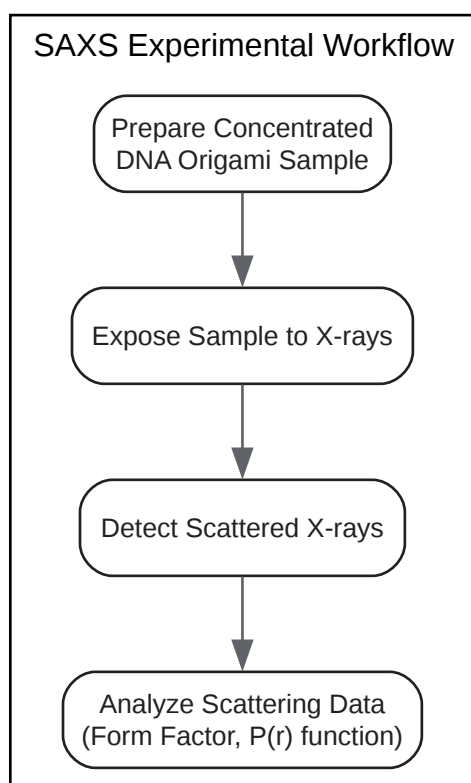 SAXS Experimental Workflow
Prepare Concentrated
DNA Origami Sample
Expose Sample to X-rays
Detect Scattered X-rays
Analyze Scattering Data
(Form Factor, P(r) function)